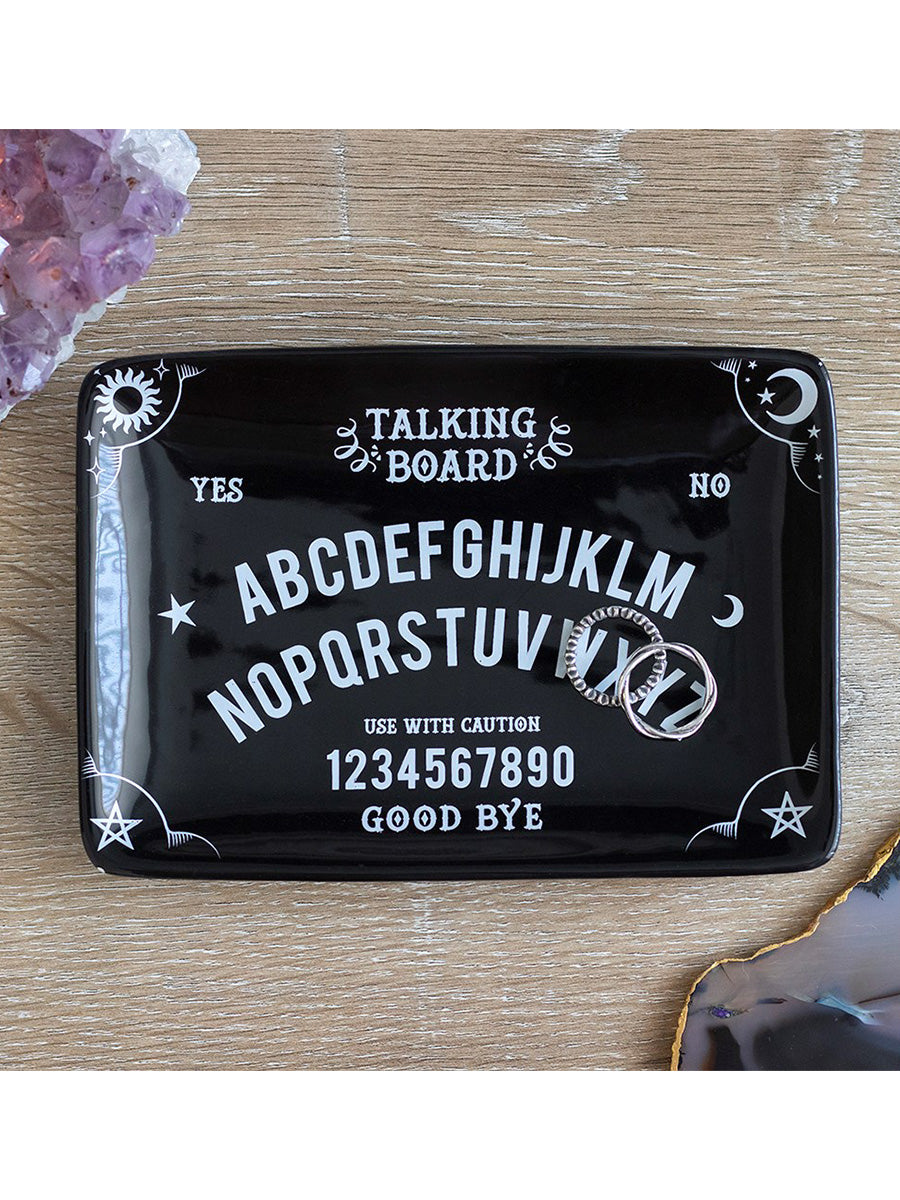 TALKING
BOARD
YES
NO
ABCDEFGHIJKLM
NOPQRSTUVWXYZ
USE WITH CAUTION
1234567890
GOOD BYE